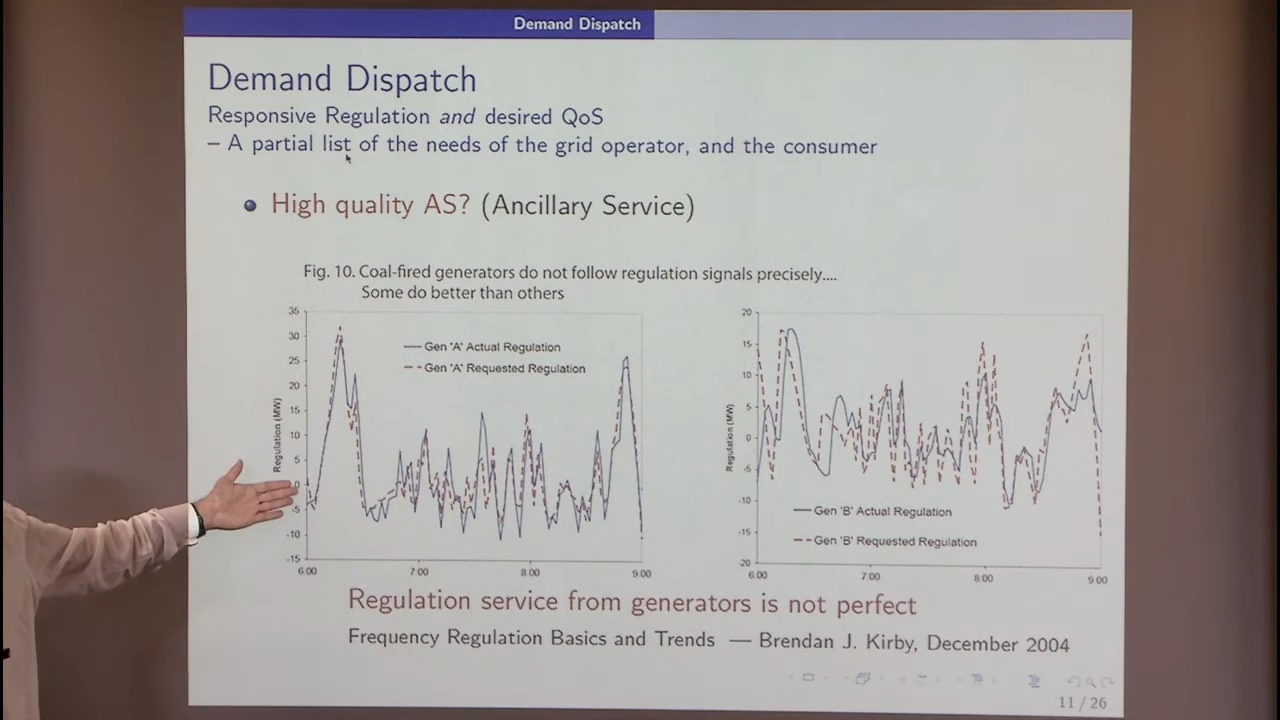 Demand Dispatch
Demand Dispatch
Responsive Regulation and desired QoS
– A partial list of the needs of the grid operator, and the consumer
High quality AS? (Ancillary Service)
Fig. 10. Coal-fired generators do not follow regulation signals precisely....
Some do better than others
35
30
25
20
15
10
5
0
-5
-10
-15
Regulation (MW)
Gen 'A' Actual Regulation
Gen 'A' Requested Regulation
6:00
7:00
8:00
9:00
20
15
10
5
0
-5
-10
-15
-20
Regulation (MW)
Gen 'B' Actual Regulation
Gen 'B' Requested Regulation
6:00
7:00
8:00
9:00
Regulation service from generators is not perfect
Frequency Regulation Basics and Trends — Brendan J. Kirby, December 2004
11 / 26